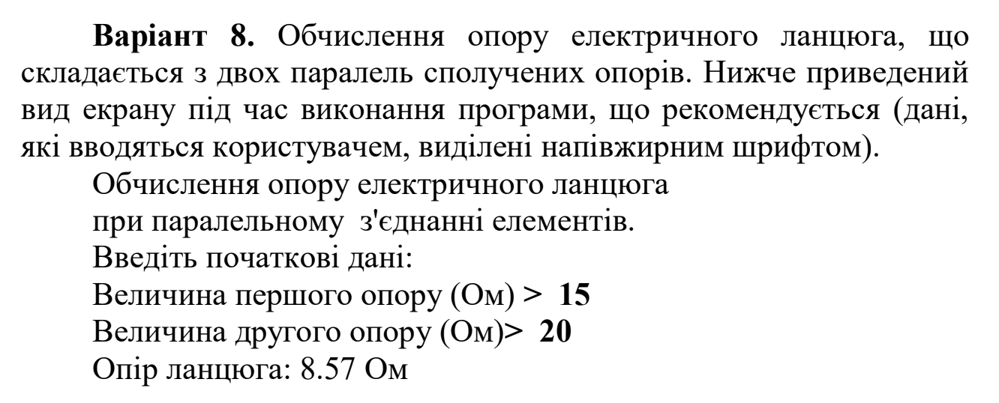 Варіант 8. Обчислення опору електричного ланцюга, що
складається з двох паралель сполучених опорів. Нижче приведений
вид екрану під час виконання програми, що рекомендується (дані,
які вводяться користувачем, виділені напівжирним шрифтом).
Обчислення опору електричного ланцюга
при паралельному з'єднанні елементів.
Введіть початкові дані:
Величина першого опору (Ом) > 15
Величина другого опору (Ом)> 20
Опір ланцюга: 8.57 Ом